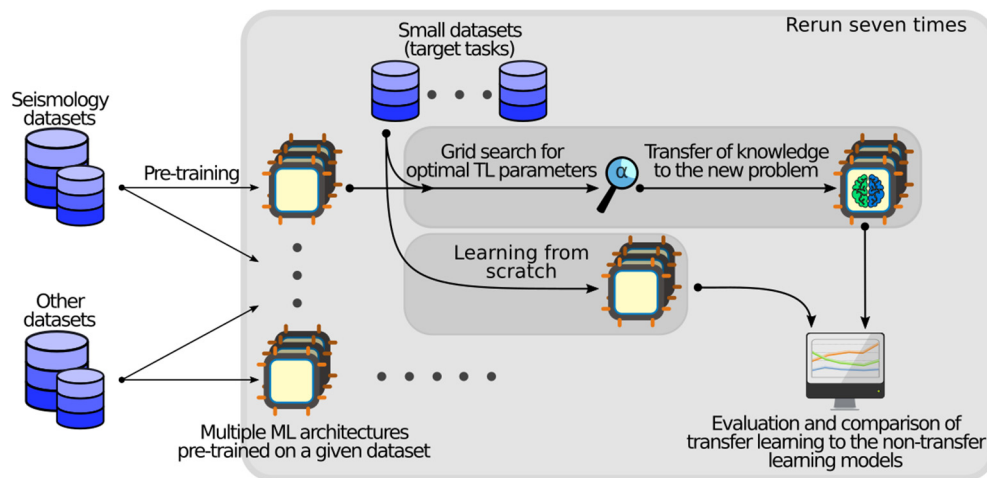 Rerun seven times
Small datasets
(target tasks)
Seismology
datasets
Pre-training
Grid search for
optimal TL parameters
α
Transfer of knowledge
to the new problem
Learning from
scratch
Other
datasets
Multiple ML architectures
pre-trained on a given dataset
Evaluation and comparison of
transfer learning to the non-transfer
learning models